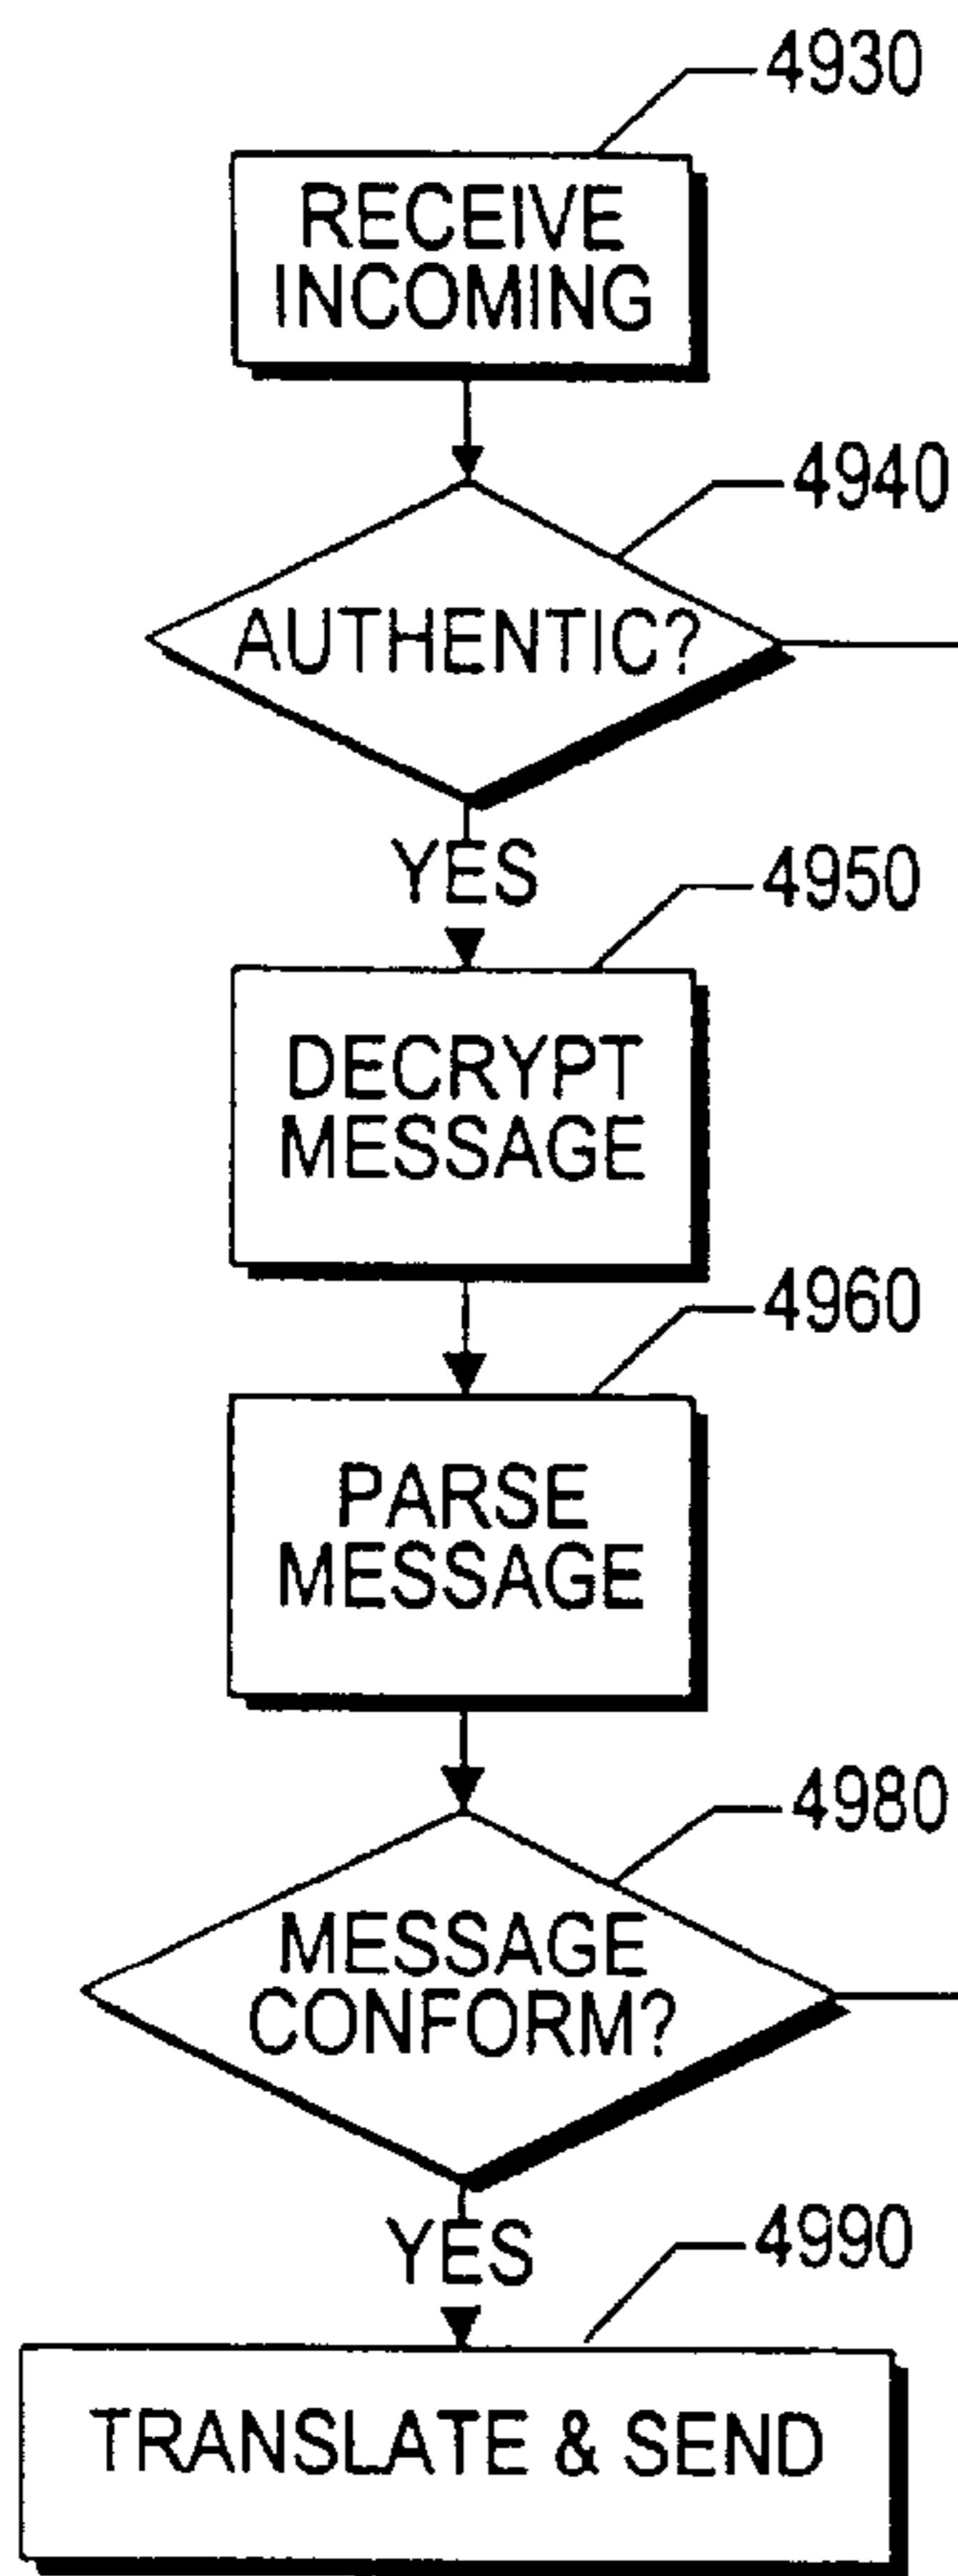 4930
RECEIVE
INCOMING
4940
AUTHENTIC?
YES
4950
DECRYPT
MESSAGE
4960
PARSE
MESSAGE
4980
MESSAGE
CONFORM?
YES
4990
TRANSLATE & SEND